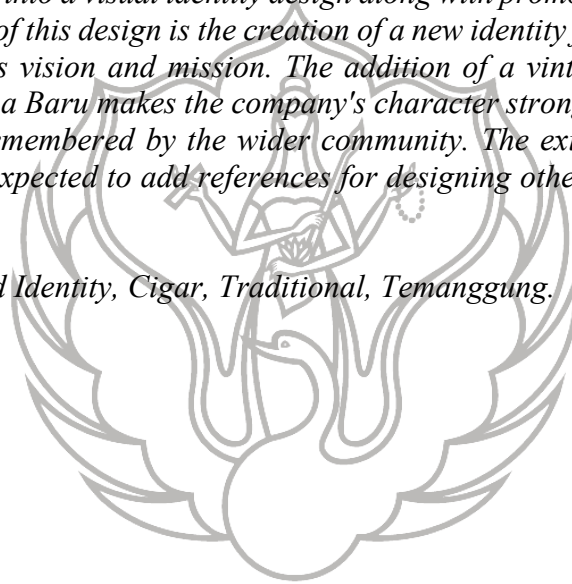 into a visual identity design along with promo
of this design is the creation of a new identity
s vision and mission. The addition of a vint
a Baru makes the company's character strong
emembered by the wider community. The exi
xpected to add references for designing othe
d Identity, Cigar, Traditional, Temanggung.